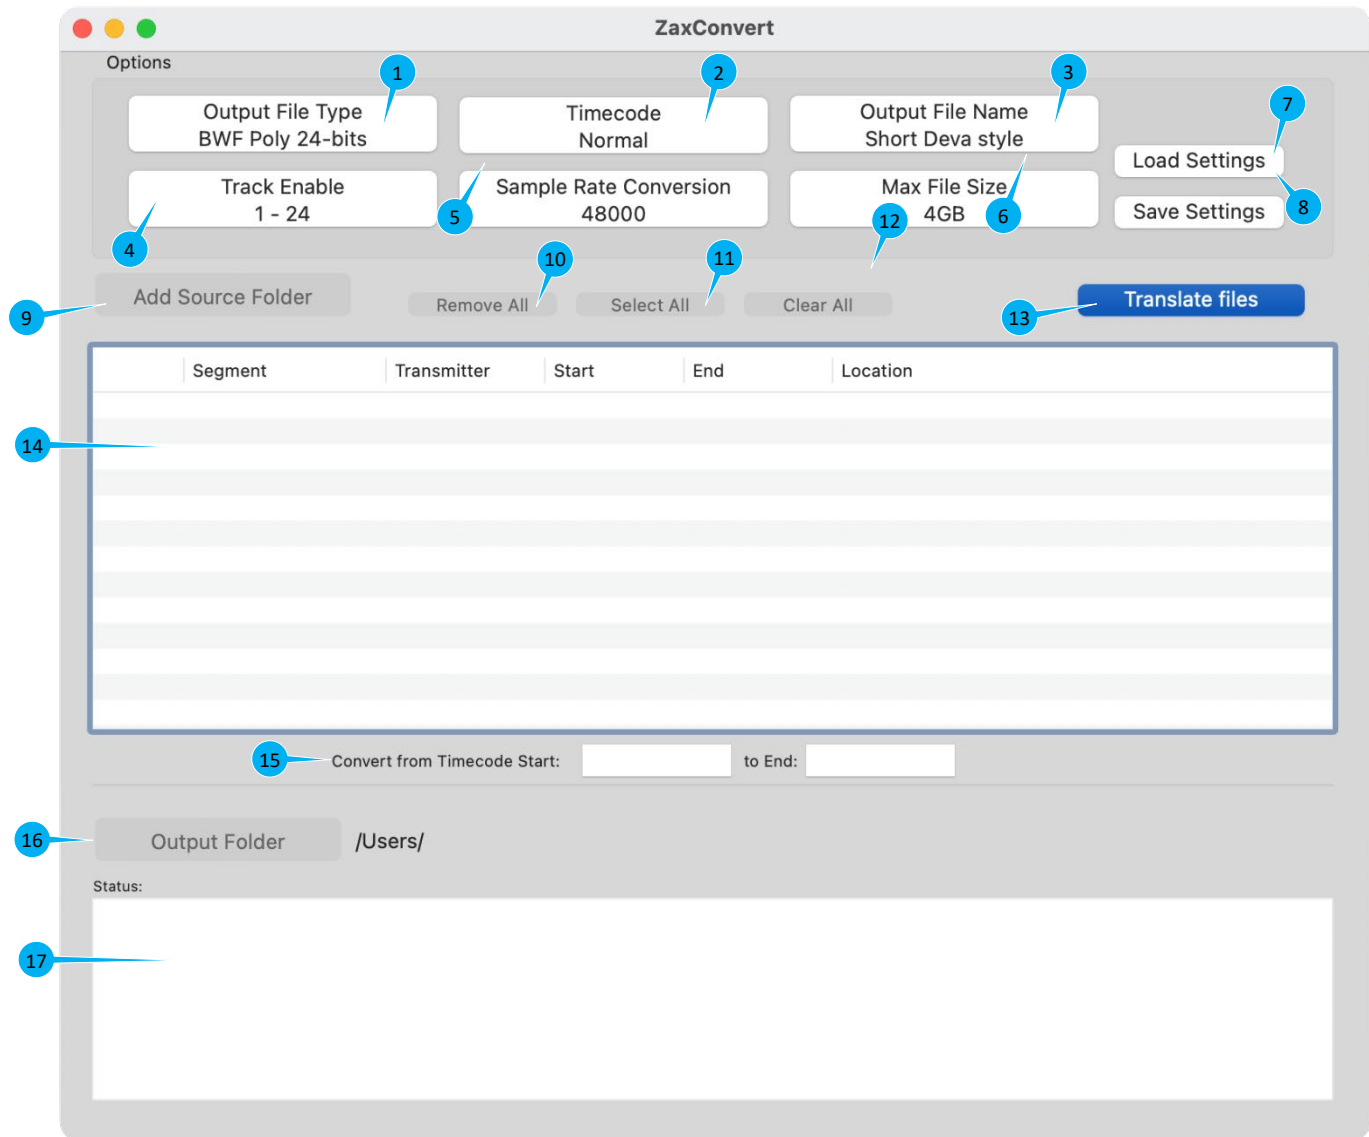 ZaxConvert
Options
1
2
3
7
Output File Type
BWF Poly 24-bits
Timecode
Normal
Output File Name
Short Deva style
Load Settings
Track Enable
1 - 24
Sample Rate Conversion
48000
Max File Size
4GB
Save Settings
4
5
6
8
12
10
11
9
Add Source Folder
Remove All
Select All
Clear All
13
Translate files
Segment
Transmitter
Start
End
Location
14
15
Convert from Timecode Start:
to End:
16
Output Folder
/Users/
Status:
17